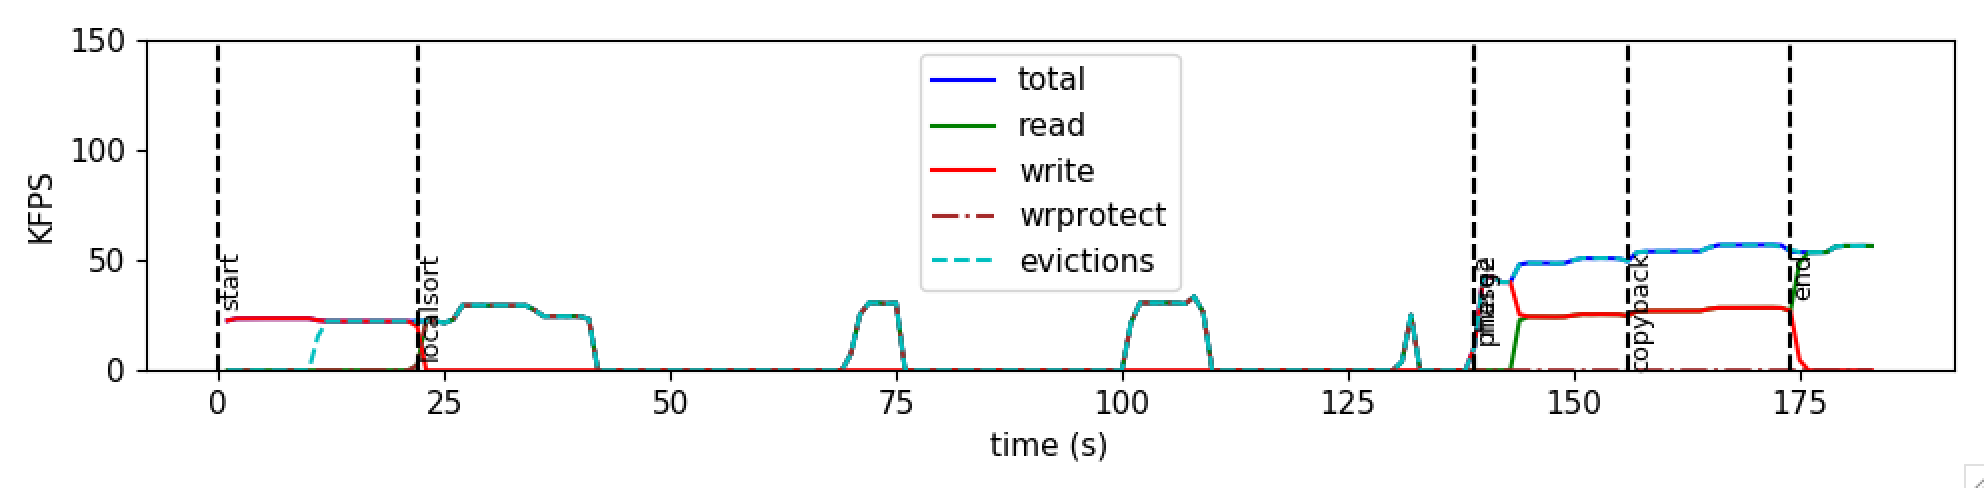 150
100
50
0
KFPS
total
read
write
wrprotect
evictions
start
localsort
copyback
end
0 25 50 75 100 125 150 175
time (s)